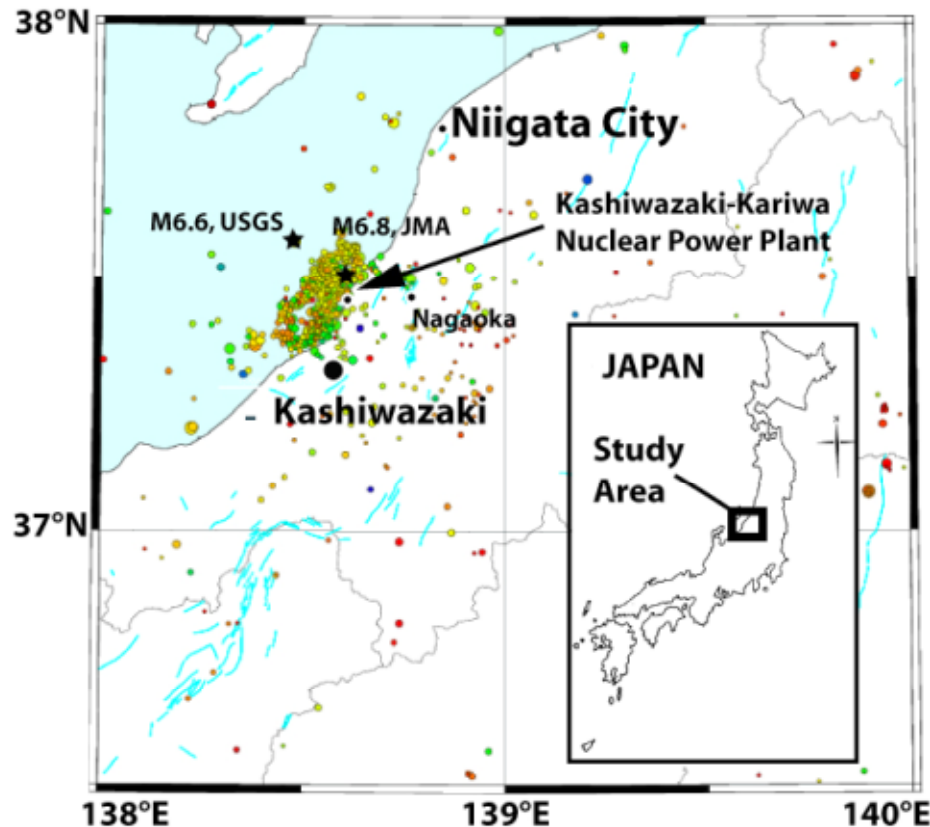 38°N
Niigata City
M6.6, USGS
M6.8, JMA
Kashiwazaki-Kariwa
Nuclear Power Plant
Nagaoka
Kashiwazaki
JAPAN
Study
Area
37°N
138°E
139°E
140°E